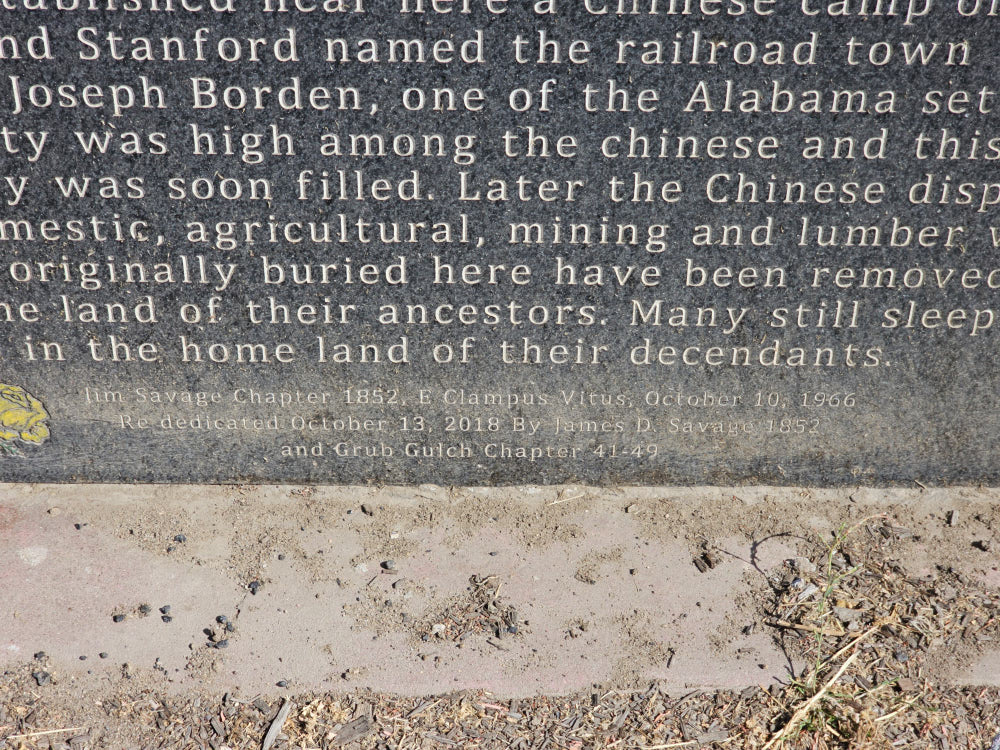 tablished near here a Chinese camp of
nd Stanford named the railroad town
Joseph Borden, one of the Alabama set
ty was high among the chinese and this
y was soon filled. Later the Chinese disp
mestic, agricultural, mining and lumber w
originally buried here have been removed
he land of their ancestors. Many still sleep
in the home land of their decendants.
Jim Savage Chapter 1852, E Clampus Vitus, October 10, 1966
Re dedicated October 13, 2018 By James D. Savage 1852
and Grub Gulch Chapter 41-49